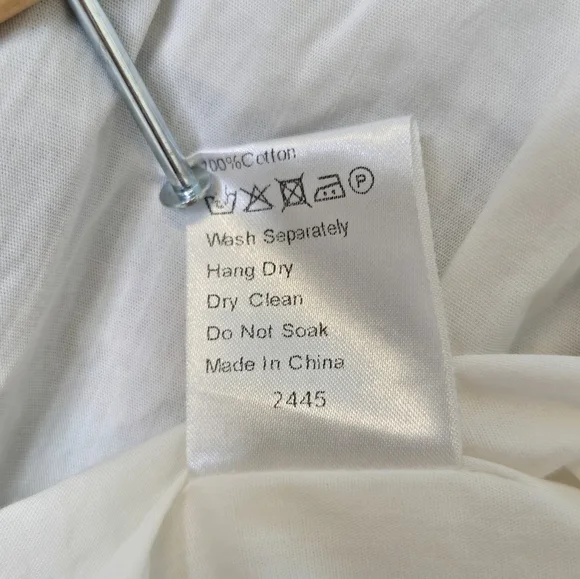 100%Cotton
P
Wash Separately
Hang Dry
Dry Clean
Do Not Soak
Made In China
2445